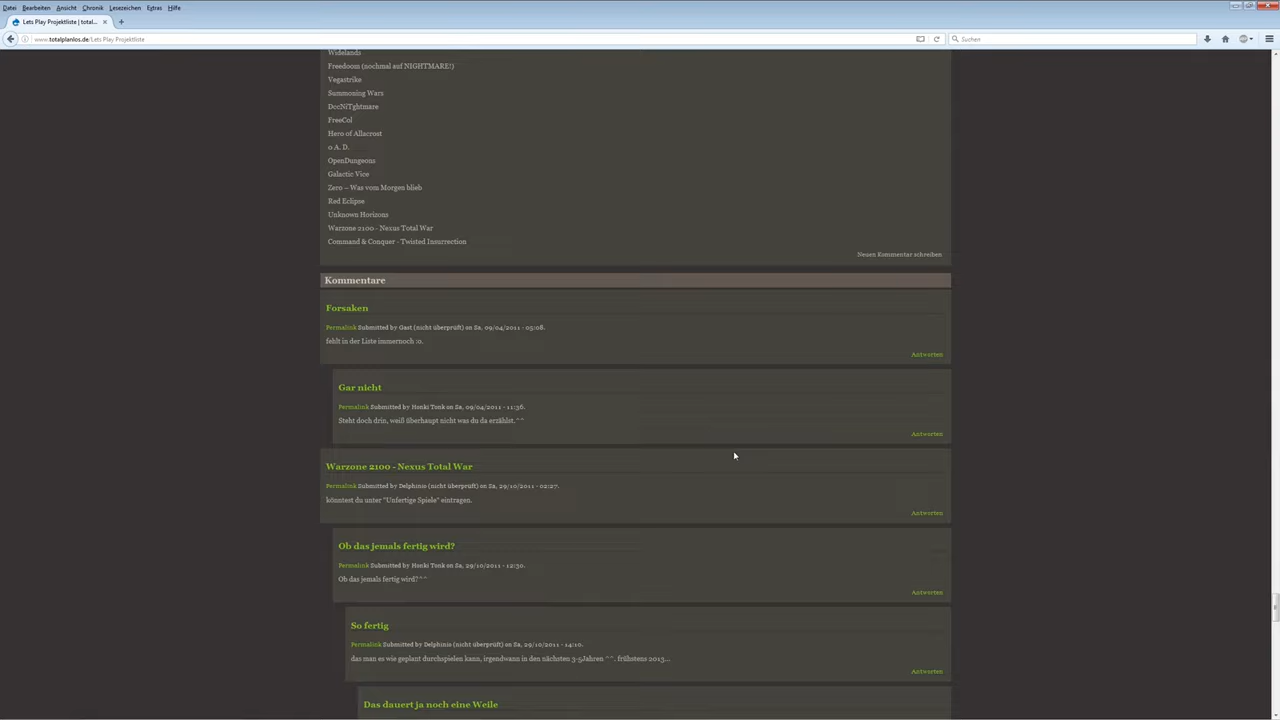 Datei Bearbeiten Ansicht Chronik Lesezeichen Extras Hilfe
Lets Play Projektliste | total...
www.totalplanlos.de/Lets Play Projektliste
Suchen
Widelands
Freedoom (nochmal auf NIGHTMARE!)
Vegastrike
Summoning Wars
DccNiTghtmare
FreeCol
Hero of Allacrost
0 A. D.
OpenDungeons
Galactic Vice
Zero – Was vom Morgen blieb
Red Eclipse
Unknown Horizons
Warzone 2100 - Nexus Total War
Command & Conquer - Twisted Insurrection
Neuen Kommentar schreiben
Kommentare
Forsaken
Permalink Submitted by Gast (nicht überprüft) on Sa, 09/04/2011 - 05:08.
fehlt in der Liste immernoch :o.
Antworten
Gar nicht
Permalink Submitted by Honki Tonk on Sa, 09/04/2011 - 11:36.
Steht doch drin, weiß überhaupt nicht was du da erzählst.^^
Antworten
Warzone 2100 - Nexus Total War
Permalink Submitted by Delphinio (nicht überprüft) on Sa, 29/10/2011 - 02:27.
könntest du unter "Unfertige Spiele" eintragen.
Antworten
Ob das jemals fertig wird?
Permalink Submitted by Honki Tonk on Sa, 29/10/2011 - 12:30.
Ob das jemals fertig wird?^^
Antworten
So fertig
Permalink Submitted by Delphinio (nicht überprüft) on Sa, 29/10/2011 - 14:10.
das man es wie geplant durchspielen kann, irgendwann in den nächsten 3-5Jahren ^^. frühstens 2013...
Antworten
Das dauert ja noch eine Weile